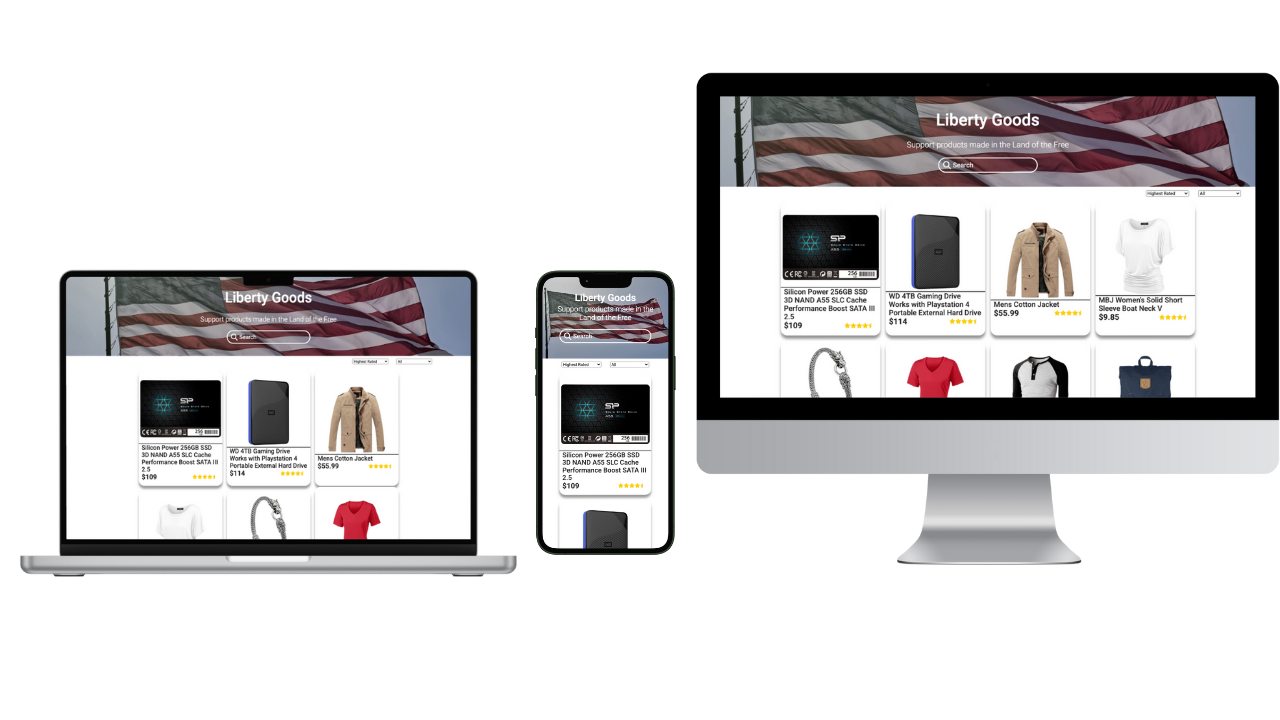 Liberty Goods
Support products made in the Land of the Free
Search
Highest Rated
All
SP
256
Silicon Power 256GB SSD
3D NAND A55 SLC Cache
Performance Boost SATA III
2.5
$109
WD 4TB Gaming Drive
Works with Playstation 4
Portable External Hard Drive
$114
Mens Cotton Jacket
$55.99
Liberty Goods
Support products made in the
Land of the Free
Search
Highest Rated
All
SP
256
Silicon Power 256GB SSD
3D NAND A55 SLC Cache
Performance Boost SATA III
2.5
$109
Liberty Goods
Support products made in the Land of the Free
Search
Highest Rated
All
SP
256
Silicon Power 256GB SSD
3D NAND A55 SLC Cache
Performance Boost SATA III
2.5
$109
WD 4TB Gaming Drive
Works with Playstation 4
Portable External Hard Drive
$114
Mens Cotton Jacket
$55.99
MBJ Women's Solid Short
Sleeve Boat Neck V
$9.85